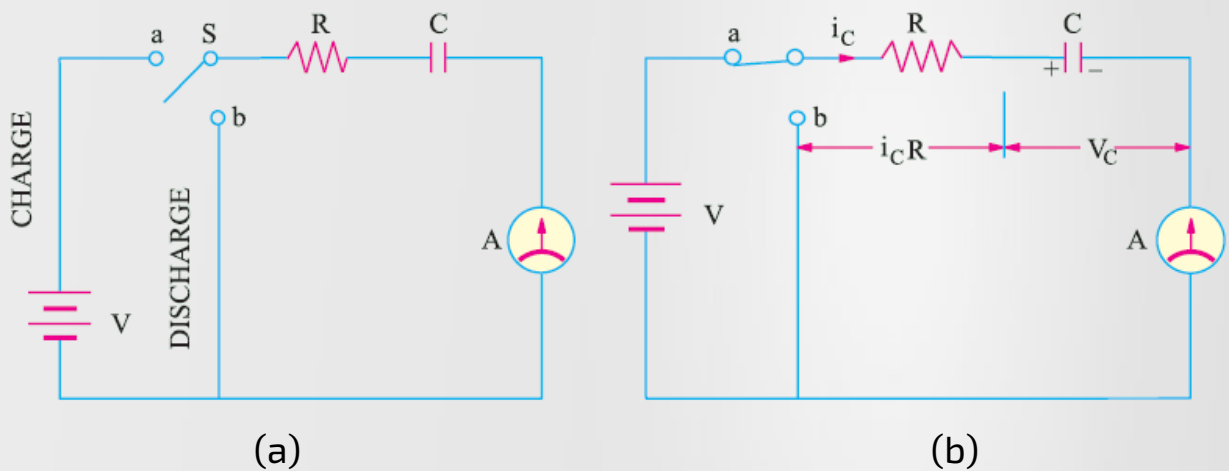 a S R C
b
CHARGE
DISCHARGE
V
A
(a)
a i_C R C
+ −
b
i_C R V_C
V
A
(b)